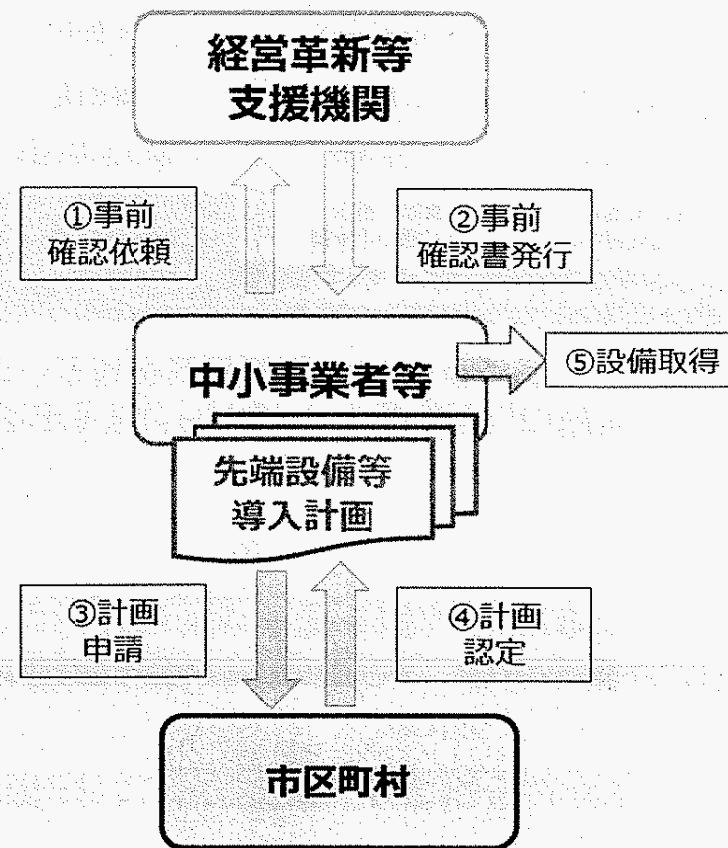 経営革新等
支援機関
①事前
確認依頼
②事前
確認書発行
中小事業者等
⑤設備取得
先端設備等
導入計画
③計画
申請
④計画
認定
市区町村